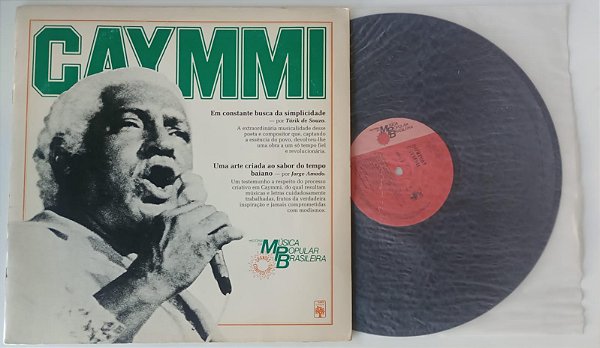 CAYMMI
Em constante busca da simplicidade
— por Tárik de Souza.
A extraordinária musicalidade desse
poeta e compositor que, captando
a essência do povo, devolveu-lhe
uma obra a um só tempo fiel
e revolucionária.
Uma arte criada ao sabor do tempo
baiano — por Jorge Amado.
Um testemunho a respeito do processo
criativo em Caymmi, do qual resultam
músicas e letras cuidadosamente
trabalhadas, frutos da verdadeira
inspiração e jamais comprometidas
com modismos.
MÚSICA
POPULAR
BRASILEIRA
MÚSICA
POPULAR
BRASILEIRA